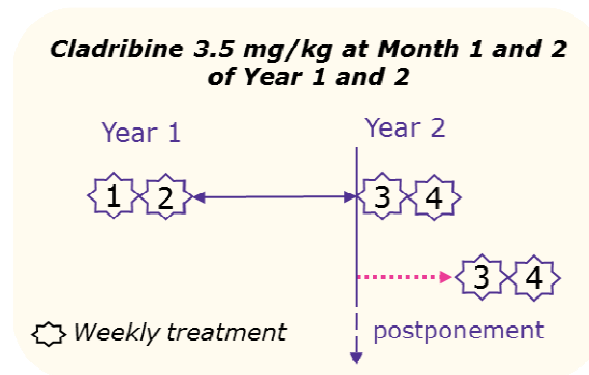 Cladribine 3.5 mg/kg at Month 1 and 2
of Year 1 and 2
Year 1
Year 2
1 2 3 4
3 4
Weekly treatment
postponement